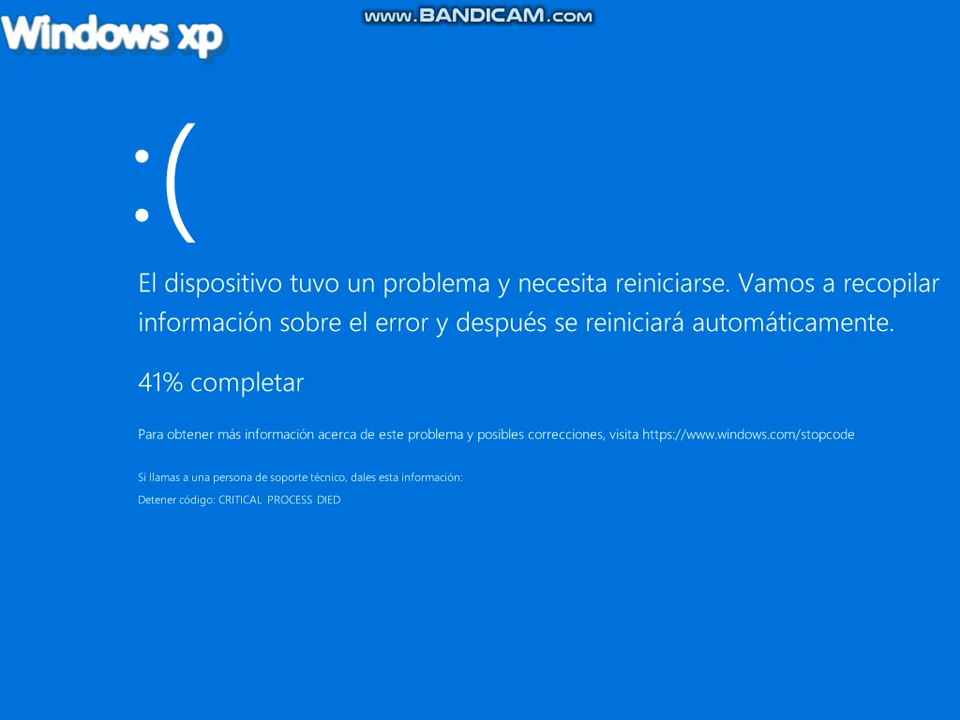 www.BANDICAM.com
Windows xp
:(
El dispositivo tuvo un problema y necesita reiniciarse. Vamos a recopilar
información sobre el error y después se reiniciará automáticamente.
41% completar
Para obtener más información acerca de este problema y posibles correcciones, visita https://www.windows.com/stopcode
Si llamas a una persona de soporte técnico, dales esta información:
Detener código: CRITICAL_PROCESS_DIED